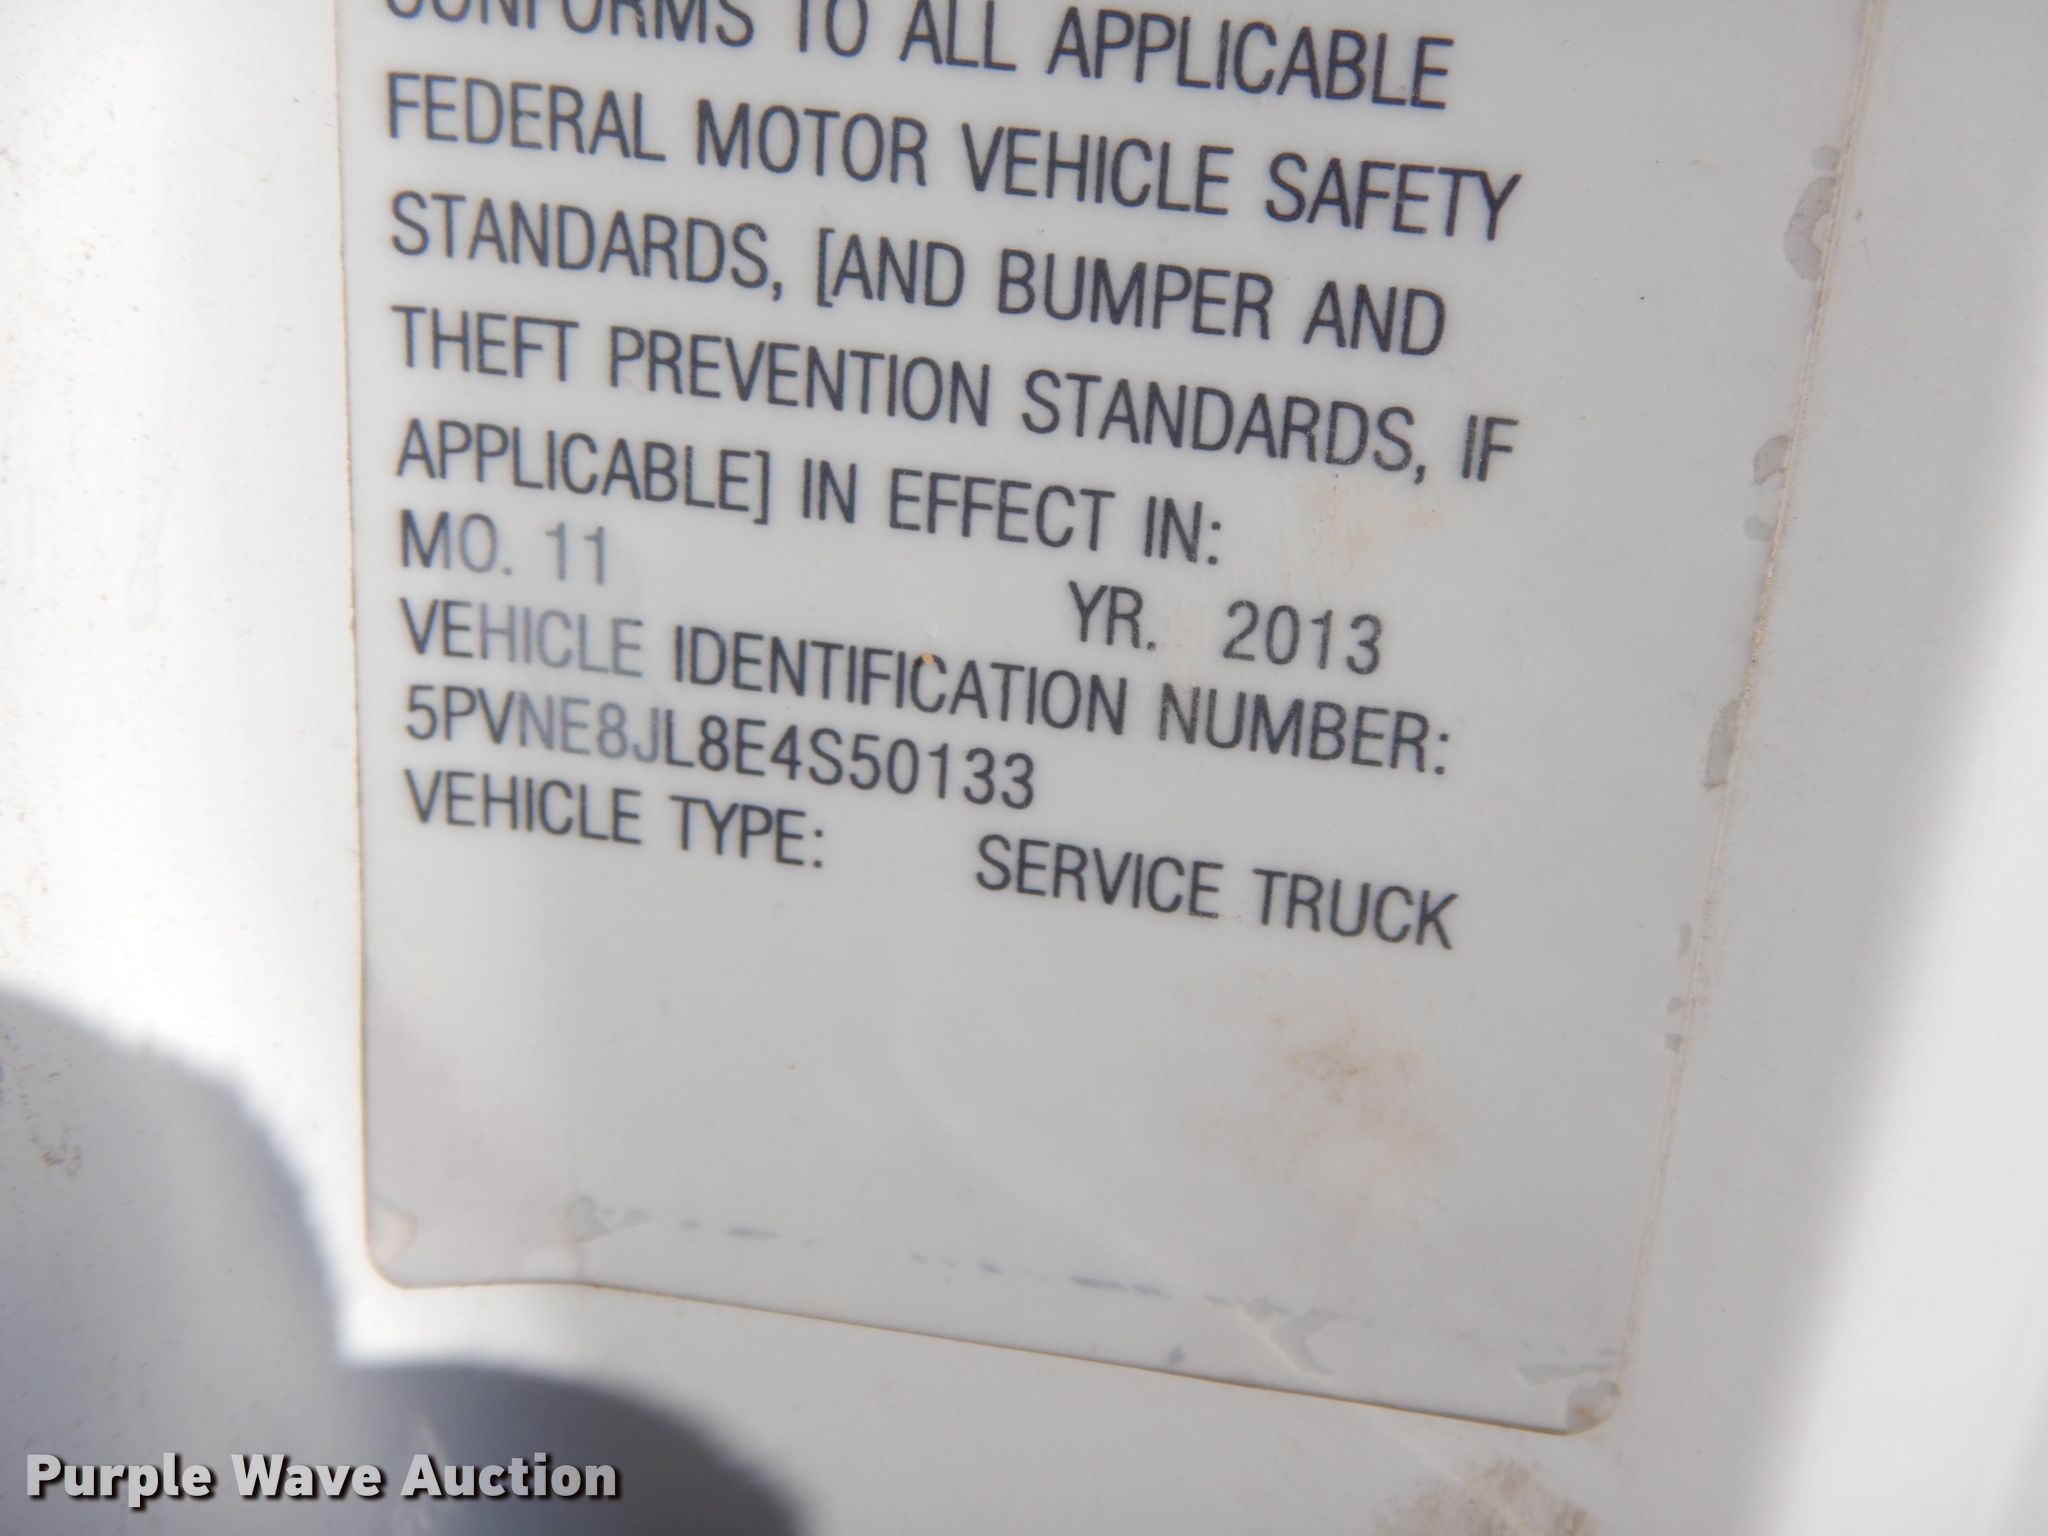 CONFORMS TO ALL APPLICABLE
FEDERAL MOTOR VEHICLE SAFETY
STANDARDS, [AND BUMPER AND
THEFT PREVENTION STANDARDS, IF
APPLICABLE] IN EFFECT IN:
MO. 11 YR. 2013
VEHICLE IDENTIFICATION NUMBER:
5PVNE8JL8E4S50133
VEHICLE TYPE: SERVICE TRUCK
Purple Wave Auction